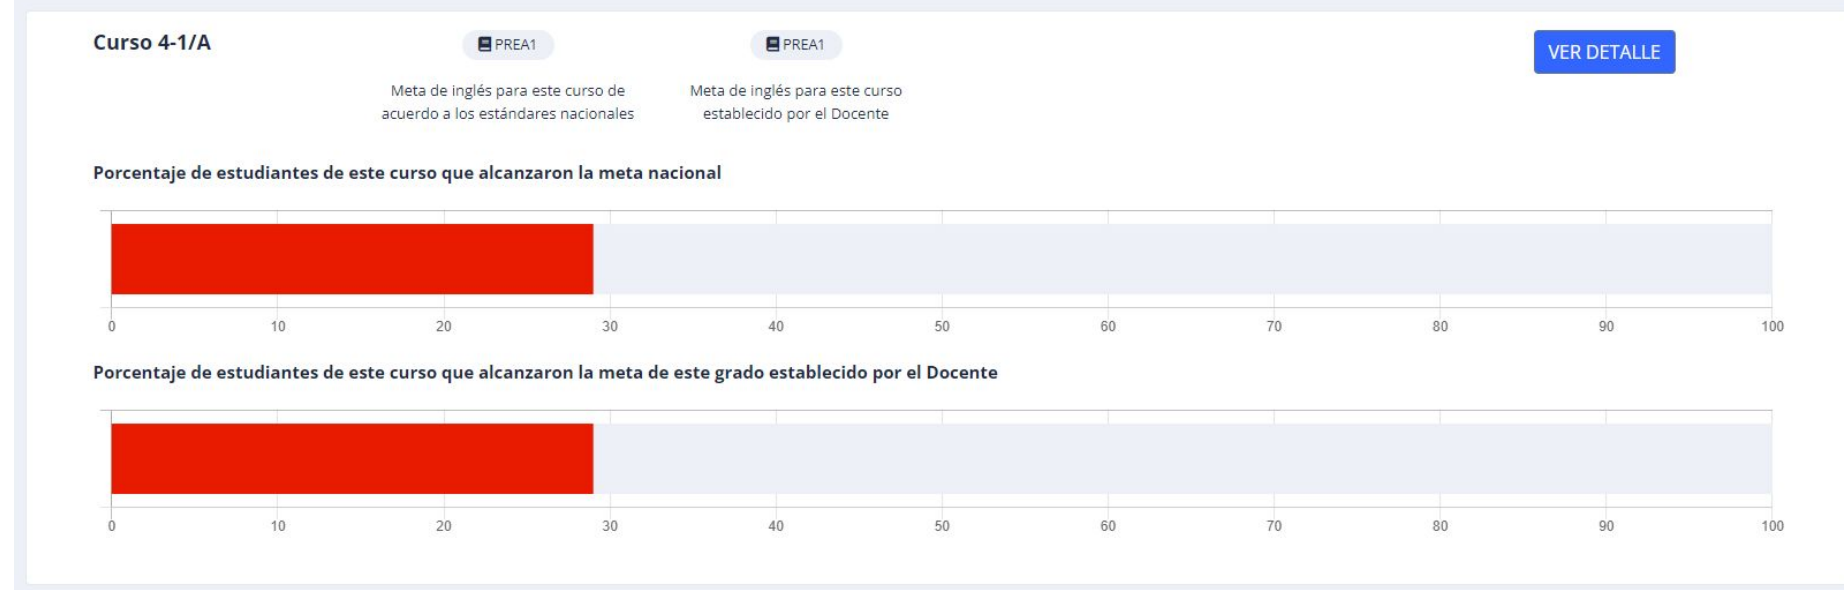 Curso 4-1/A
PREA1
PREA1
VER DETALLE
Meta de inglés para este curso de
acuerdo a los estándares nacionales
Meta de inglés para este curso
establecido por el Docente
Porcentaje de estudiantes de este curso que alcanzaron la meta nacional
0 10 20 30 40 50 60 70 80 90 100
Porcentaje de estudiantes de este curso que alcanzaron la meta de este grado establecido por el Docente
0 10 20 30 40 50 60 70 80 90 100